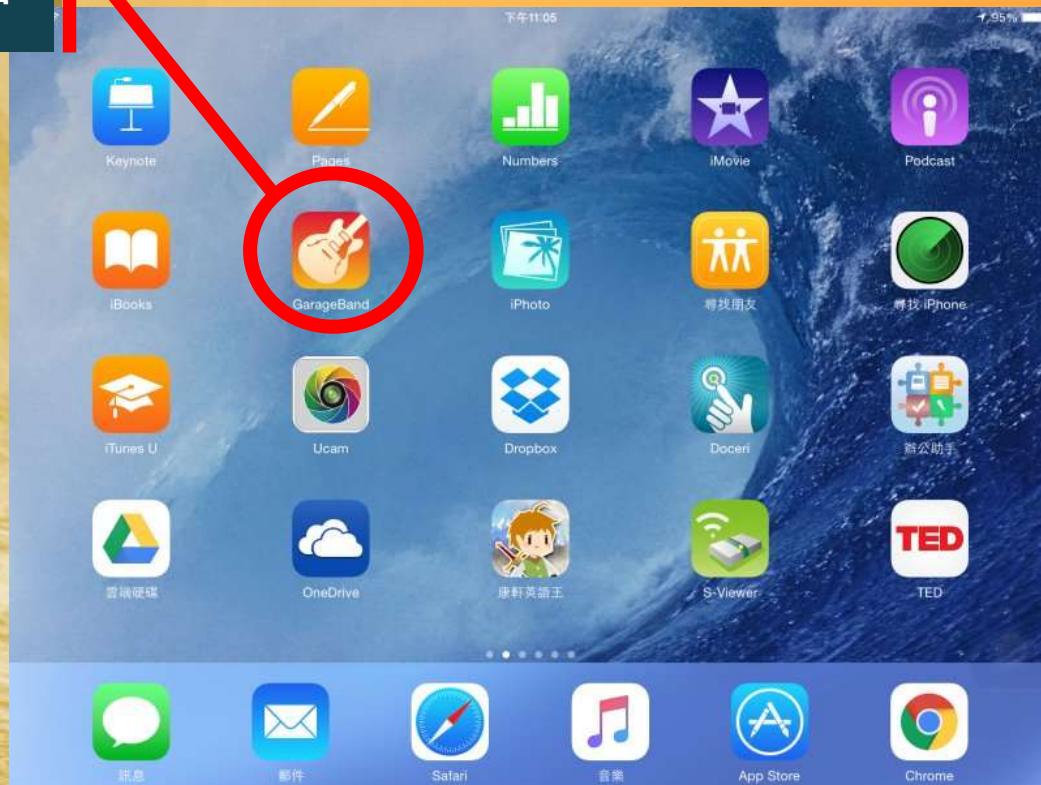 下午11:05
95%
Keynote
Pages
Numbers
iMovie
Podcast
iBooks
GarageBand
iPhoto
尋找朋友
尋找 iPhone
iTunes U
Ucam
Dropbox
Doceri
辦公助手
雲端硬碟
OneDrive
康軒英語王
S-Viewer
TED
TED
訊息
郵件
Safari
音樂
App Store
Chrome